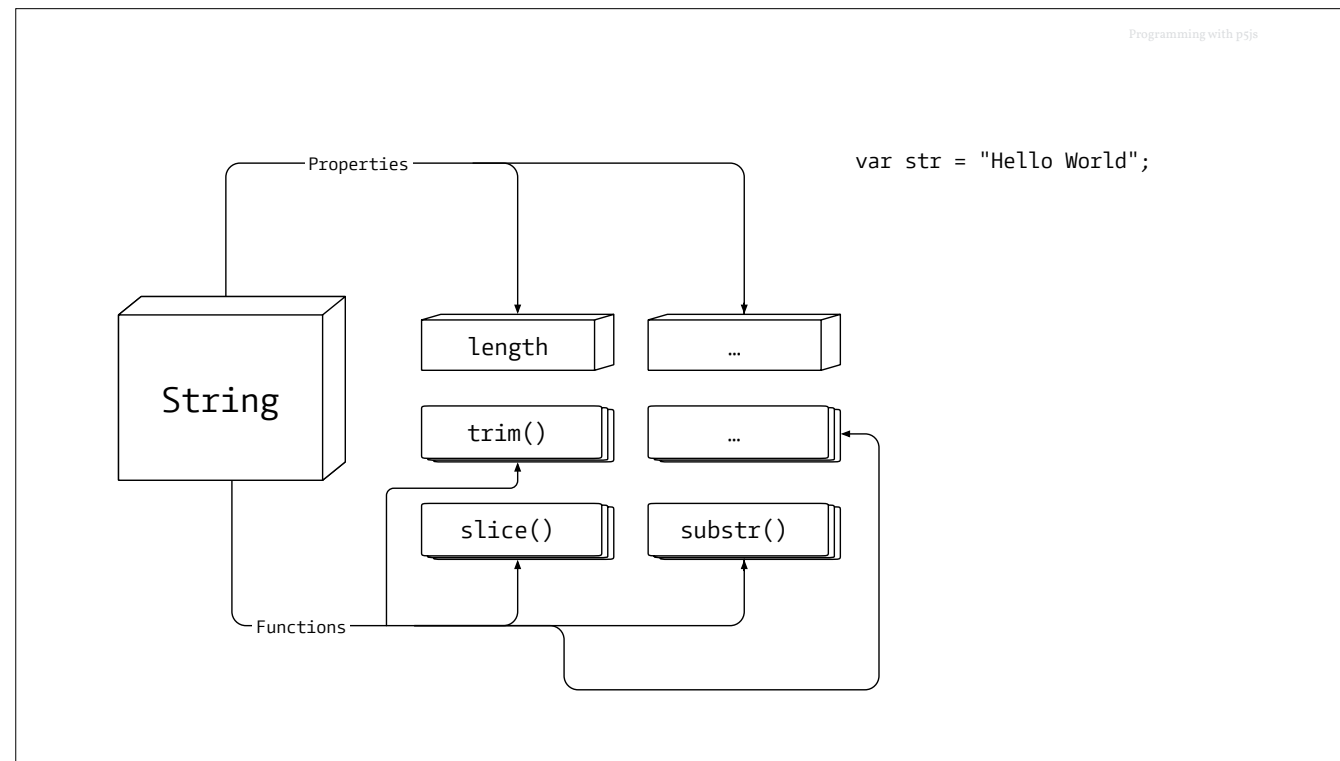 Programming with p5js
Properties
var str = "Hello World";
String
length
…
trim()
…
slice()
substr()
Functions